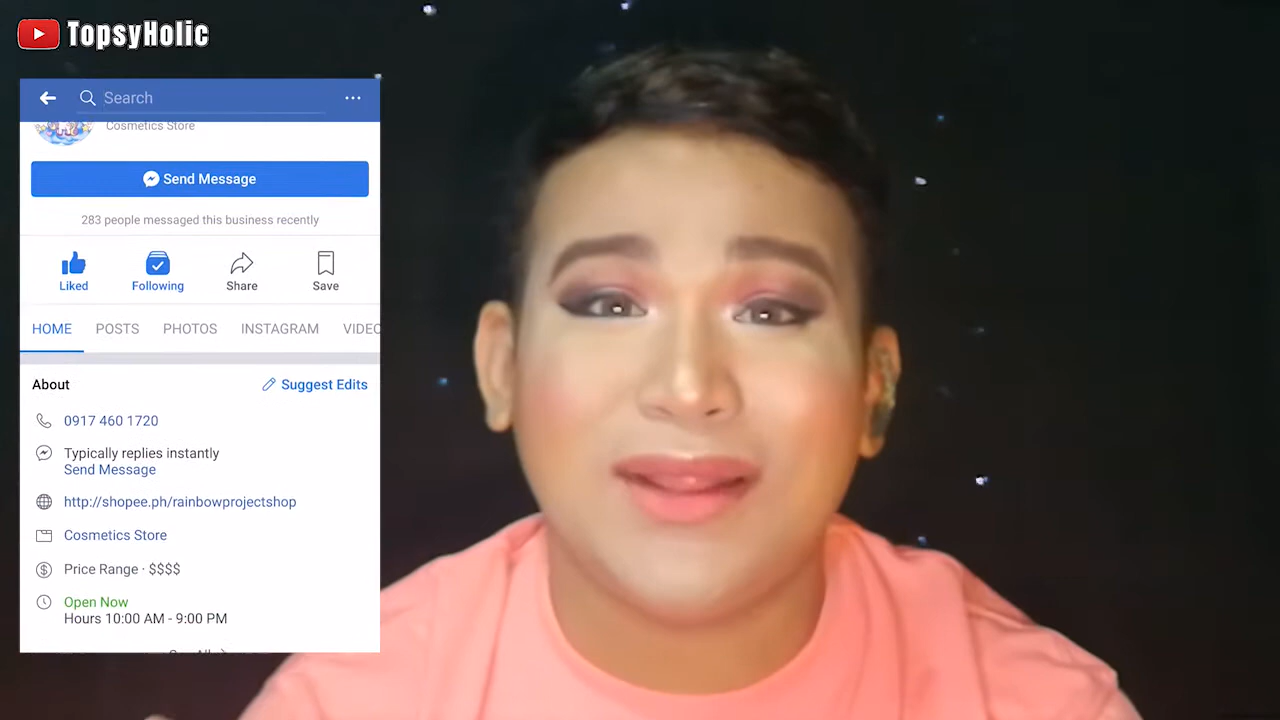 TopsyHolic
Search
Cosmetics Store
Send Message
283 people messaged this business recently
Liked
Following
Share
Save
HOME
POSTS
PHOTOS
INSTAGRAM
VIDEO
About
Suggest Edits
0917 460 1720
Typically replies instantly
Send Message
http://shopee.ph/rainbowprojectshop
Cosmetics Store
Price Range · $$$$
Open Now
Hours 10:00 AM - 9:00 PM